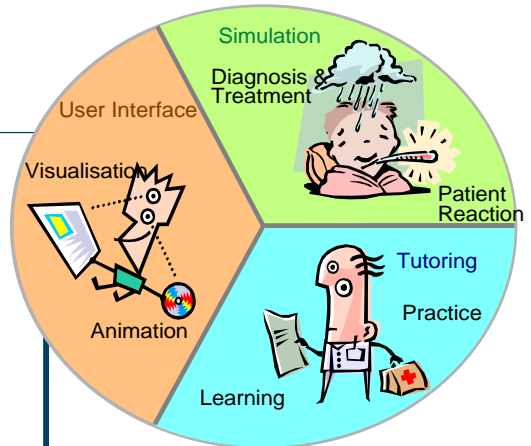 Simulation
Diagnosis &
Treatment
Patient
Reaction
User Interface
Visualisation
Animation
Tutoring
Practice
Learning